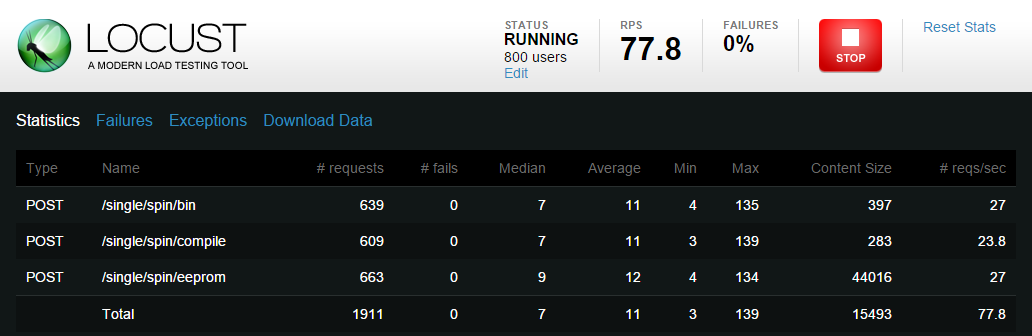 LOCUST
A MODERN LOAD TESTING TOOL
STATUS
RUNNING
800 users
Edit
RPS
77.8
FAILURES
0%
STOP
Reset Stats
Statistics Failures Exceptions Download Data
Type Name # requests # fails Median Average Min Max Content Size # reqs/sec
POST /single/spin/bin 639 0 7 11 4 135 397 27
POST /single/spin/compile 609 0 7 11 3 139 283 23.8
POST /single/spin/eeprom 663 0 9 12 4 134 44016 27
Total 1911 0 7 11 3 139 15493 77.8